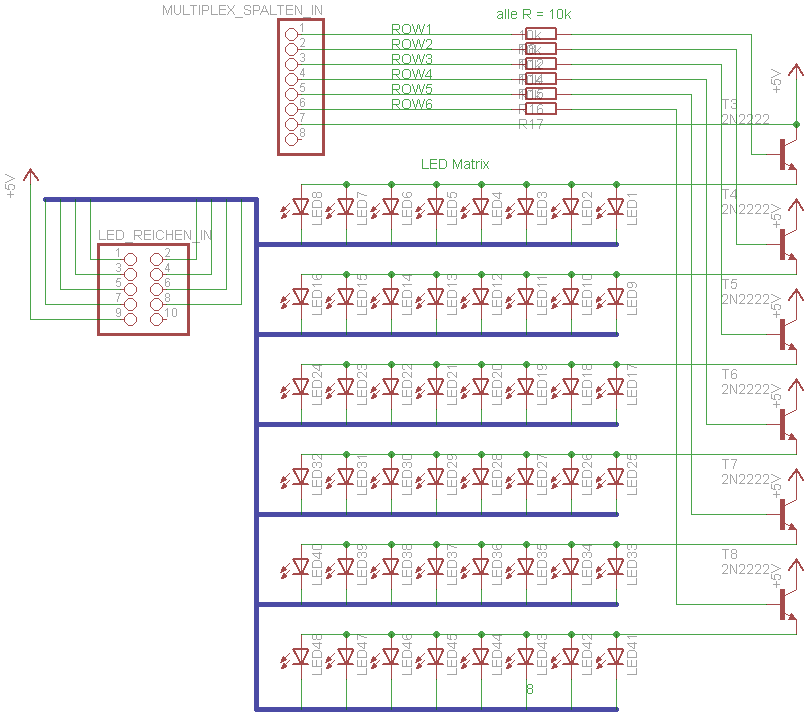 MULTIPLEX_SPALTEN_IN
alle R = 10k
1
ROW1
10k
2
ROW2
3
ROW3
4
ROW4
5
ROW5
6
ROW6
R16
7
R17
8
+5V
T3
2N2222
LED Matrix
+5V
LED8
LED7
LED6
LED5
LED4
LED3
LED2
LED1
T4
2N2222
+5V
LED_REICHEN_IN
1
2
3
4
5
6
7
8
9
10
LED16
LED15
LED14
LED13
LED12
LED11
LED10
LED9
T5
2N2222
+5V
LED24
LED23
LED22
LED21
LED20
LED19
LED18
LED17
T6
2N2222
+5V
LED32
LED31
LED30
LED29
LED28
LED27
LED26
LED25
T7
2N2222
+5V
LED40
LED39
LED38
LED37
LED36
LED35
LED34
LED33
T8
2N2222
+5V
LED48
LED47
LED46
LED45
LED44
LED43
LED42
LED41
8